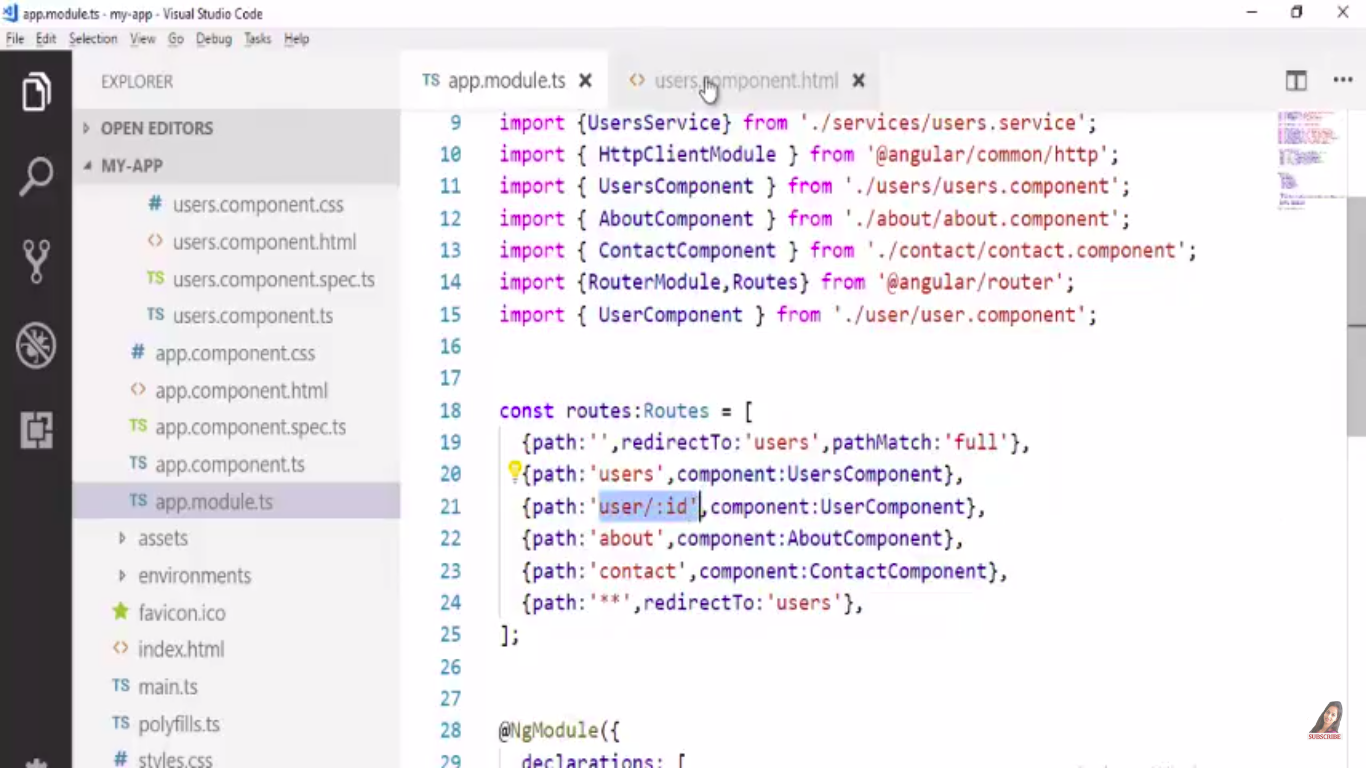 app.module.ts - my-app - Visual Studio Code
File Edit Selection View Go Debug Tasks Help
EXPLORER
OPEN EDITORS
MY-APP
users.component.css
users.component.html
users.component.spec.ts
users.component.ts
app.component.css
app.component.html
app.component.spec.ts
app.component.ts
app.module.ts
assets
environments
favicon.ico
index.html
main.ts
polyfills.ts
styles.css
TS app.module.ts users.component.html
9 import {UsersService} from './services/users.service';
10 import { HttpClientModule } from '@angular/common/http';
11 import { UsersComponent } from './users/users.component';
12 import { AboutComponent } from './about/about.component';
13 import { ContactComponent } from './contact/contact.component';
14 import {RouterModule,Routes} from '@angular/router';
15 import { UserComponent } from './user/user.component';
16
17
18 const routes:Routes = [
19 {path:'',redirectTo:'users',pathMatch:'full'},
20 {path:'users',component:UsersComponent},
21 {path:'user/:id',component:UserComponent},
22 {path:'about',component:AboutComponent},
23 {path:'contact',component:ContactComponent},
24 {path:'**',redirectTo:'users'},
25 ];
26
27
28 @NgModule({
29 declarations: [
SUBSCRIBE